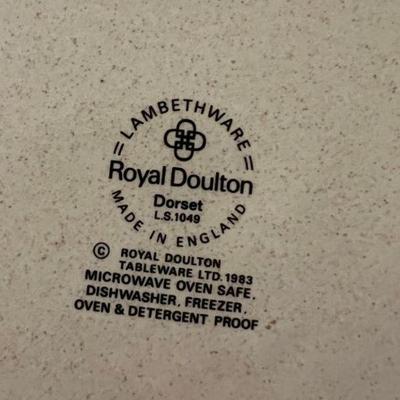 =LAMBETHWARE=
Royal Doulton
Dorset
L.S.1049
MADE IN ENGLAND
© ROYAL DOULTON
TABLEWARE LTD.1983
MICROWAVE OVEN SAFE.
DISHWASHER, FREEZER,
OVEN & DETERGENT PROOF